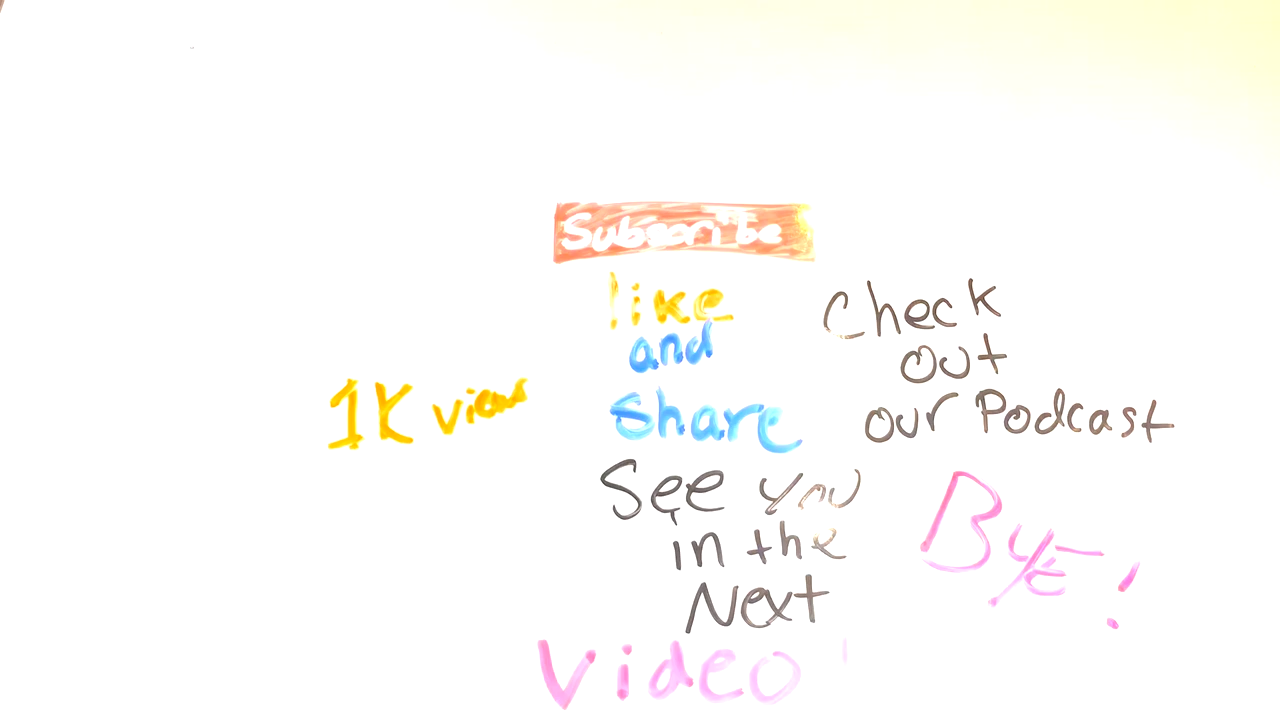 Subscribe
like
and
Share
1K views
Check
out
our Podcast
See you
in the
Next
Video!
BYE!